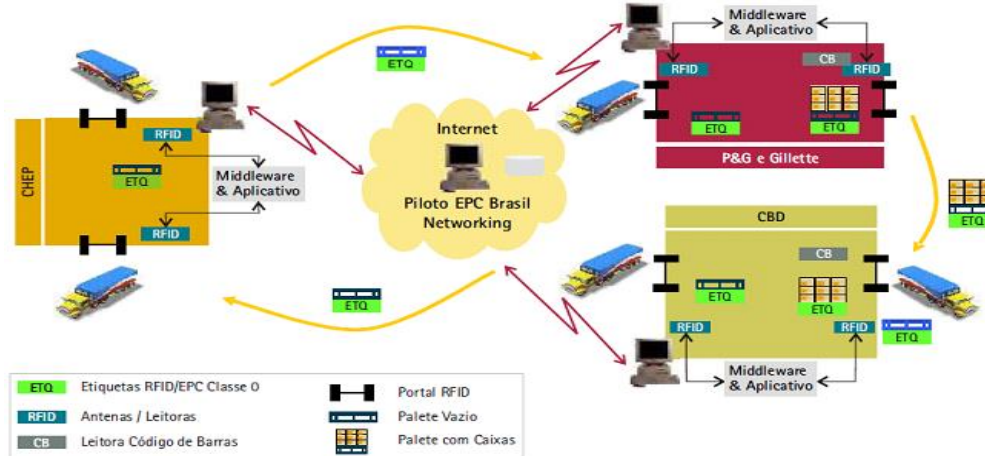 Middleware
& Aplicativo
ETQ
RFID
CB
RFID
ETQ
ETQ
P&G e Gillette
Internet
Piloto EPC Brasil
Networking
CHEP
RFID
ETQ
Middleware
& Aplicativo
RFID
ETQ
ETQ
CBD
CB
ETQ
ETQ
RFID
RFID
ETQ
Middleware
& Aplicativo
ETQ Etiquetas RFID/EPC Classe 0
RFID Antenas / Leitoras
CB Leitora Código de Barras
Portal RFID
Palete Vazio
Palete com Caixas